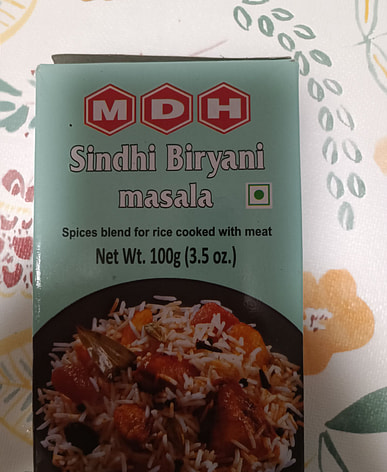 MDH
Sindhi Biryani
masala
Spices blend for rice cooked with meat
Net Wt. 100g (3.5 oz.)